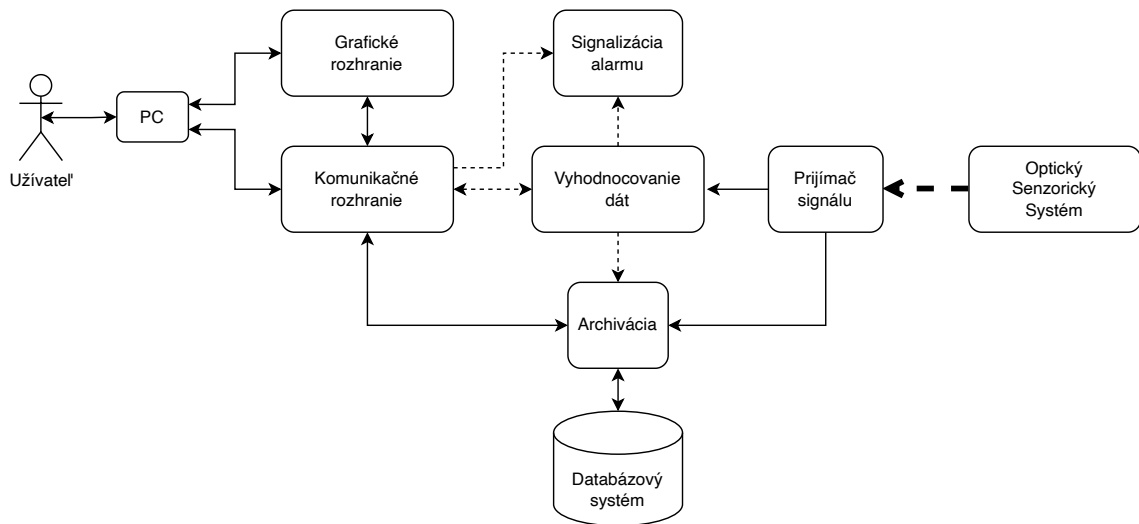 Grafické
rozhranie
Signalizácia
alarmu
PC
Užívateľ
Komunikačné
rozhranie
Vyhodnocovanie
dát
Prijímač
signálu
Optický
Senzorický
Systém
Archivácia
Databázový
systém